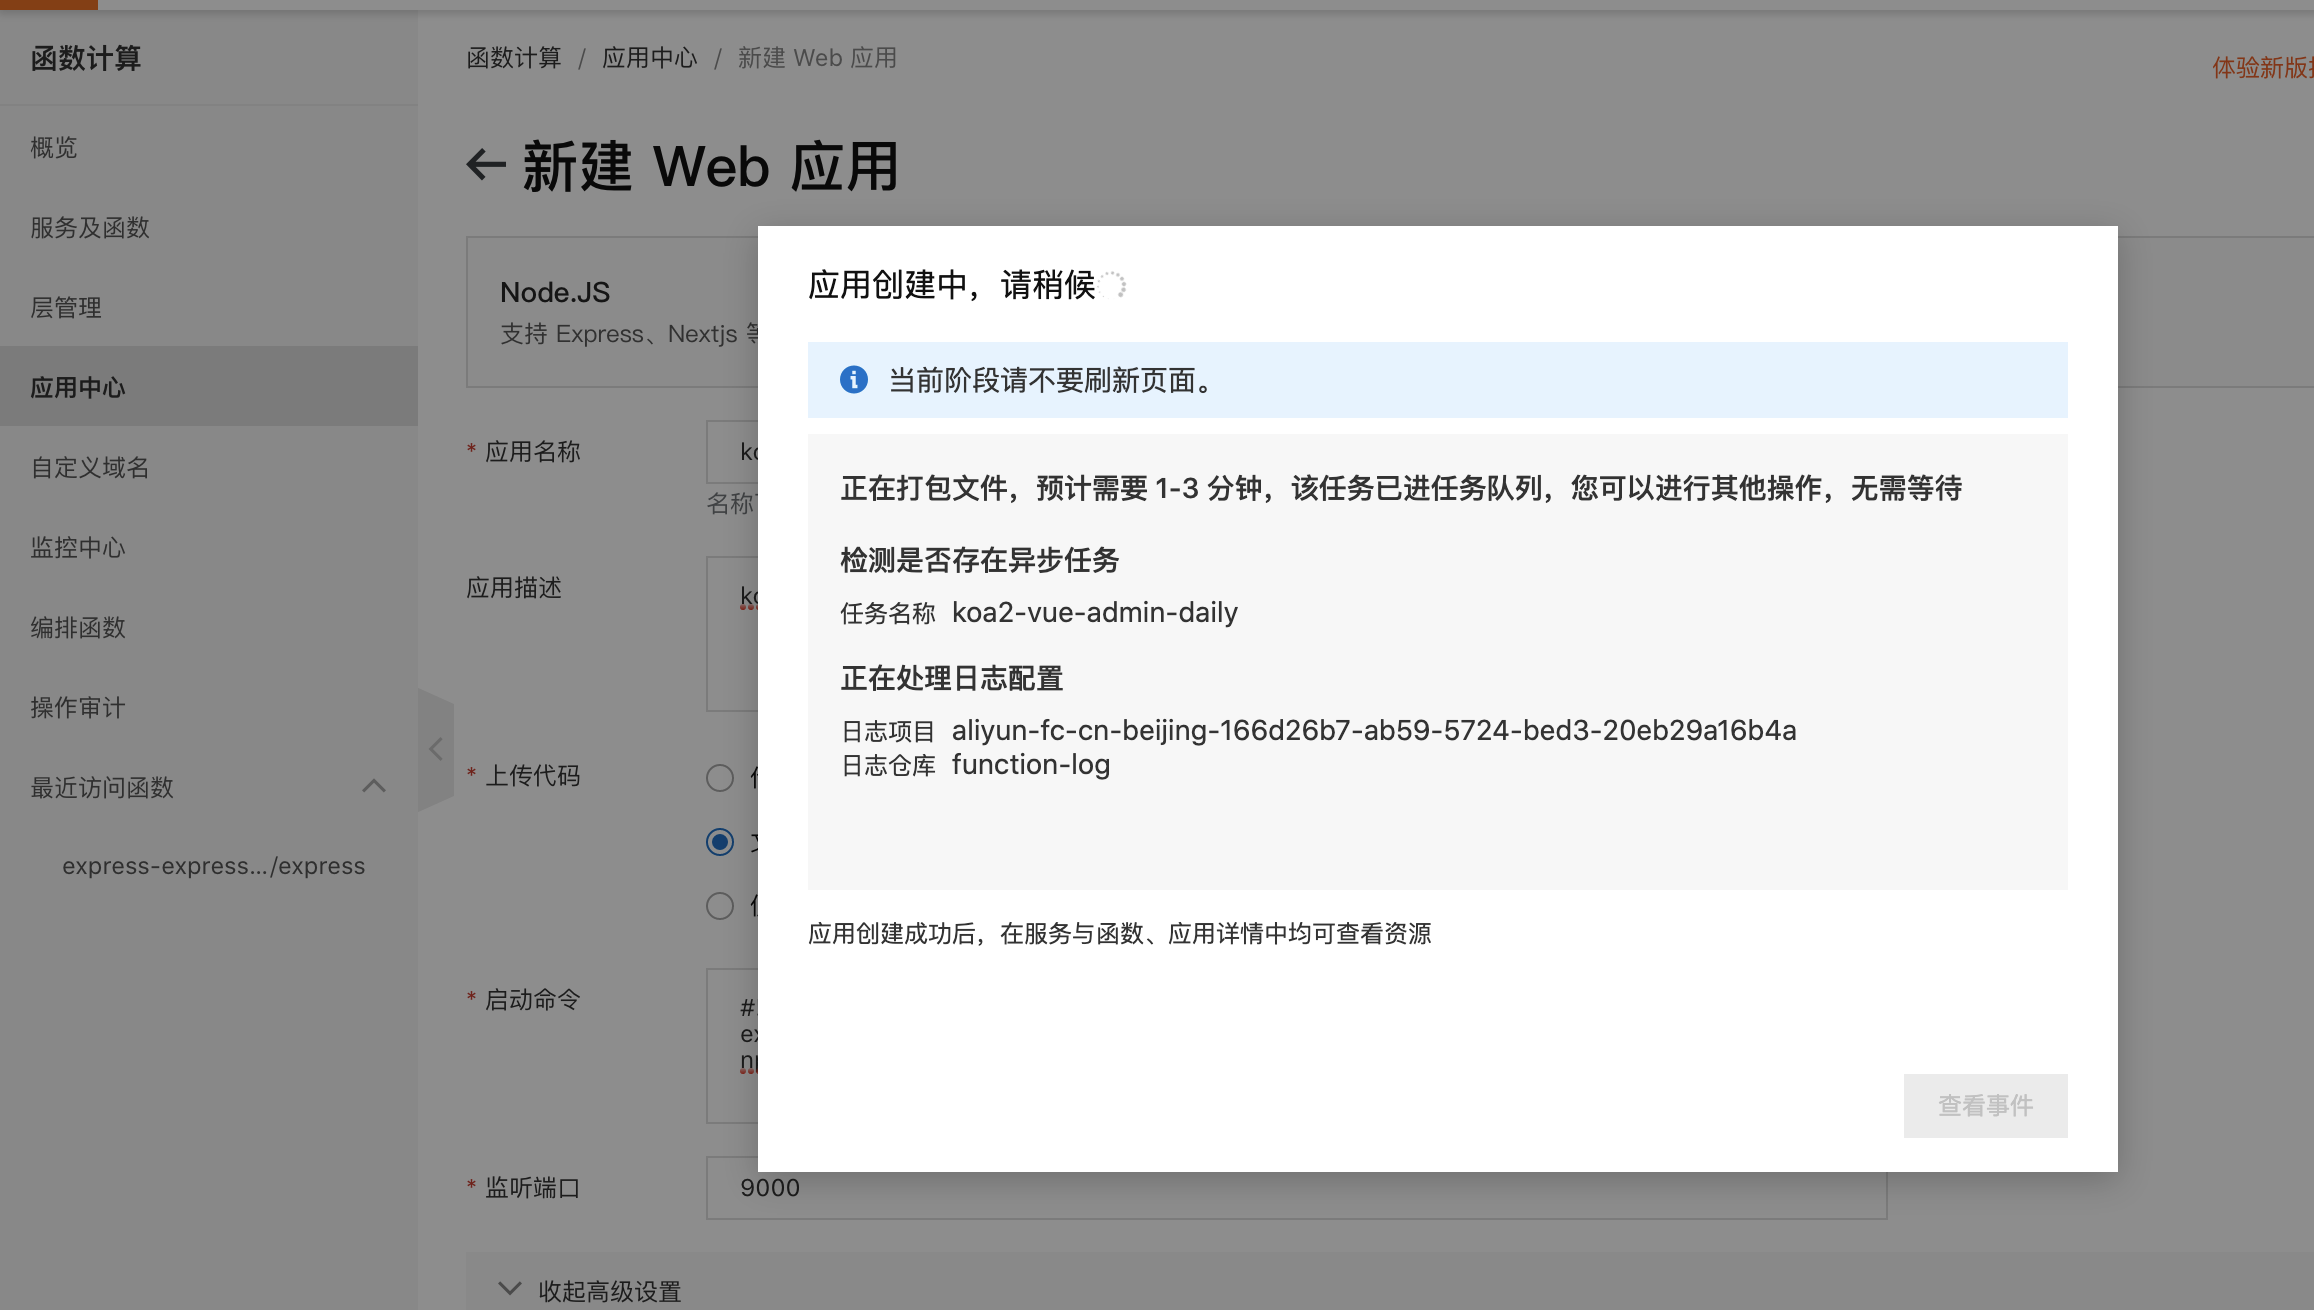 函数计算
概览
服务及函数
层管理
应用中心
自定义域名
监控中心
编排函数
操作审计
最近访问函数
express-express.../express
函数计算 / 应用中心 / 新建 Web 应用
体验新版
新建 Web 应用
Node.JS
支持 Express、Nextjs
* 应用名称
名称
应用描述
* 上传代码
* 启动命令
* 监听端口
9000
收起高级设置
应用创建中，请稍候
当前阶段请不要刷新页面。
正在打包文件，预计需要 1-3 分钟，该任务已进任务队列，您可以进行其他操作，无需等待
检测是否存在异步任务
任务名称 koa2-vue-admin-daily
正在处理日志配置
日志项目 aliyun-fc-cn-beijing-166d26b7-ab59-5724-bed3-20eb29a16b4a
日志仓库 function-log
应用创建成功后，在服务与函数、应用详情中均可查看资源
查看事件